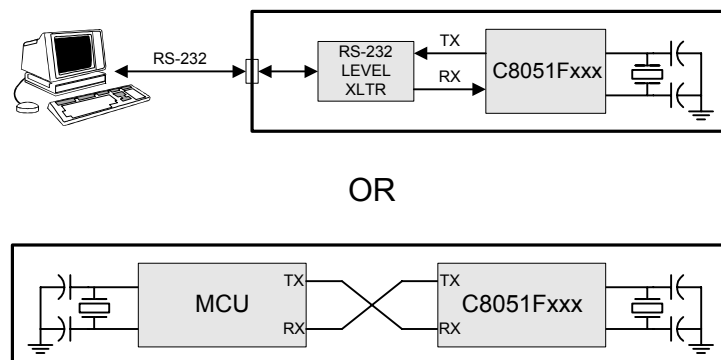 RS-232
RS-232
LEVEL
XLTR
TX
RX
C8051Fxxx
OR
MCU
TX
RX
TX
RX
C8051Fxxx